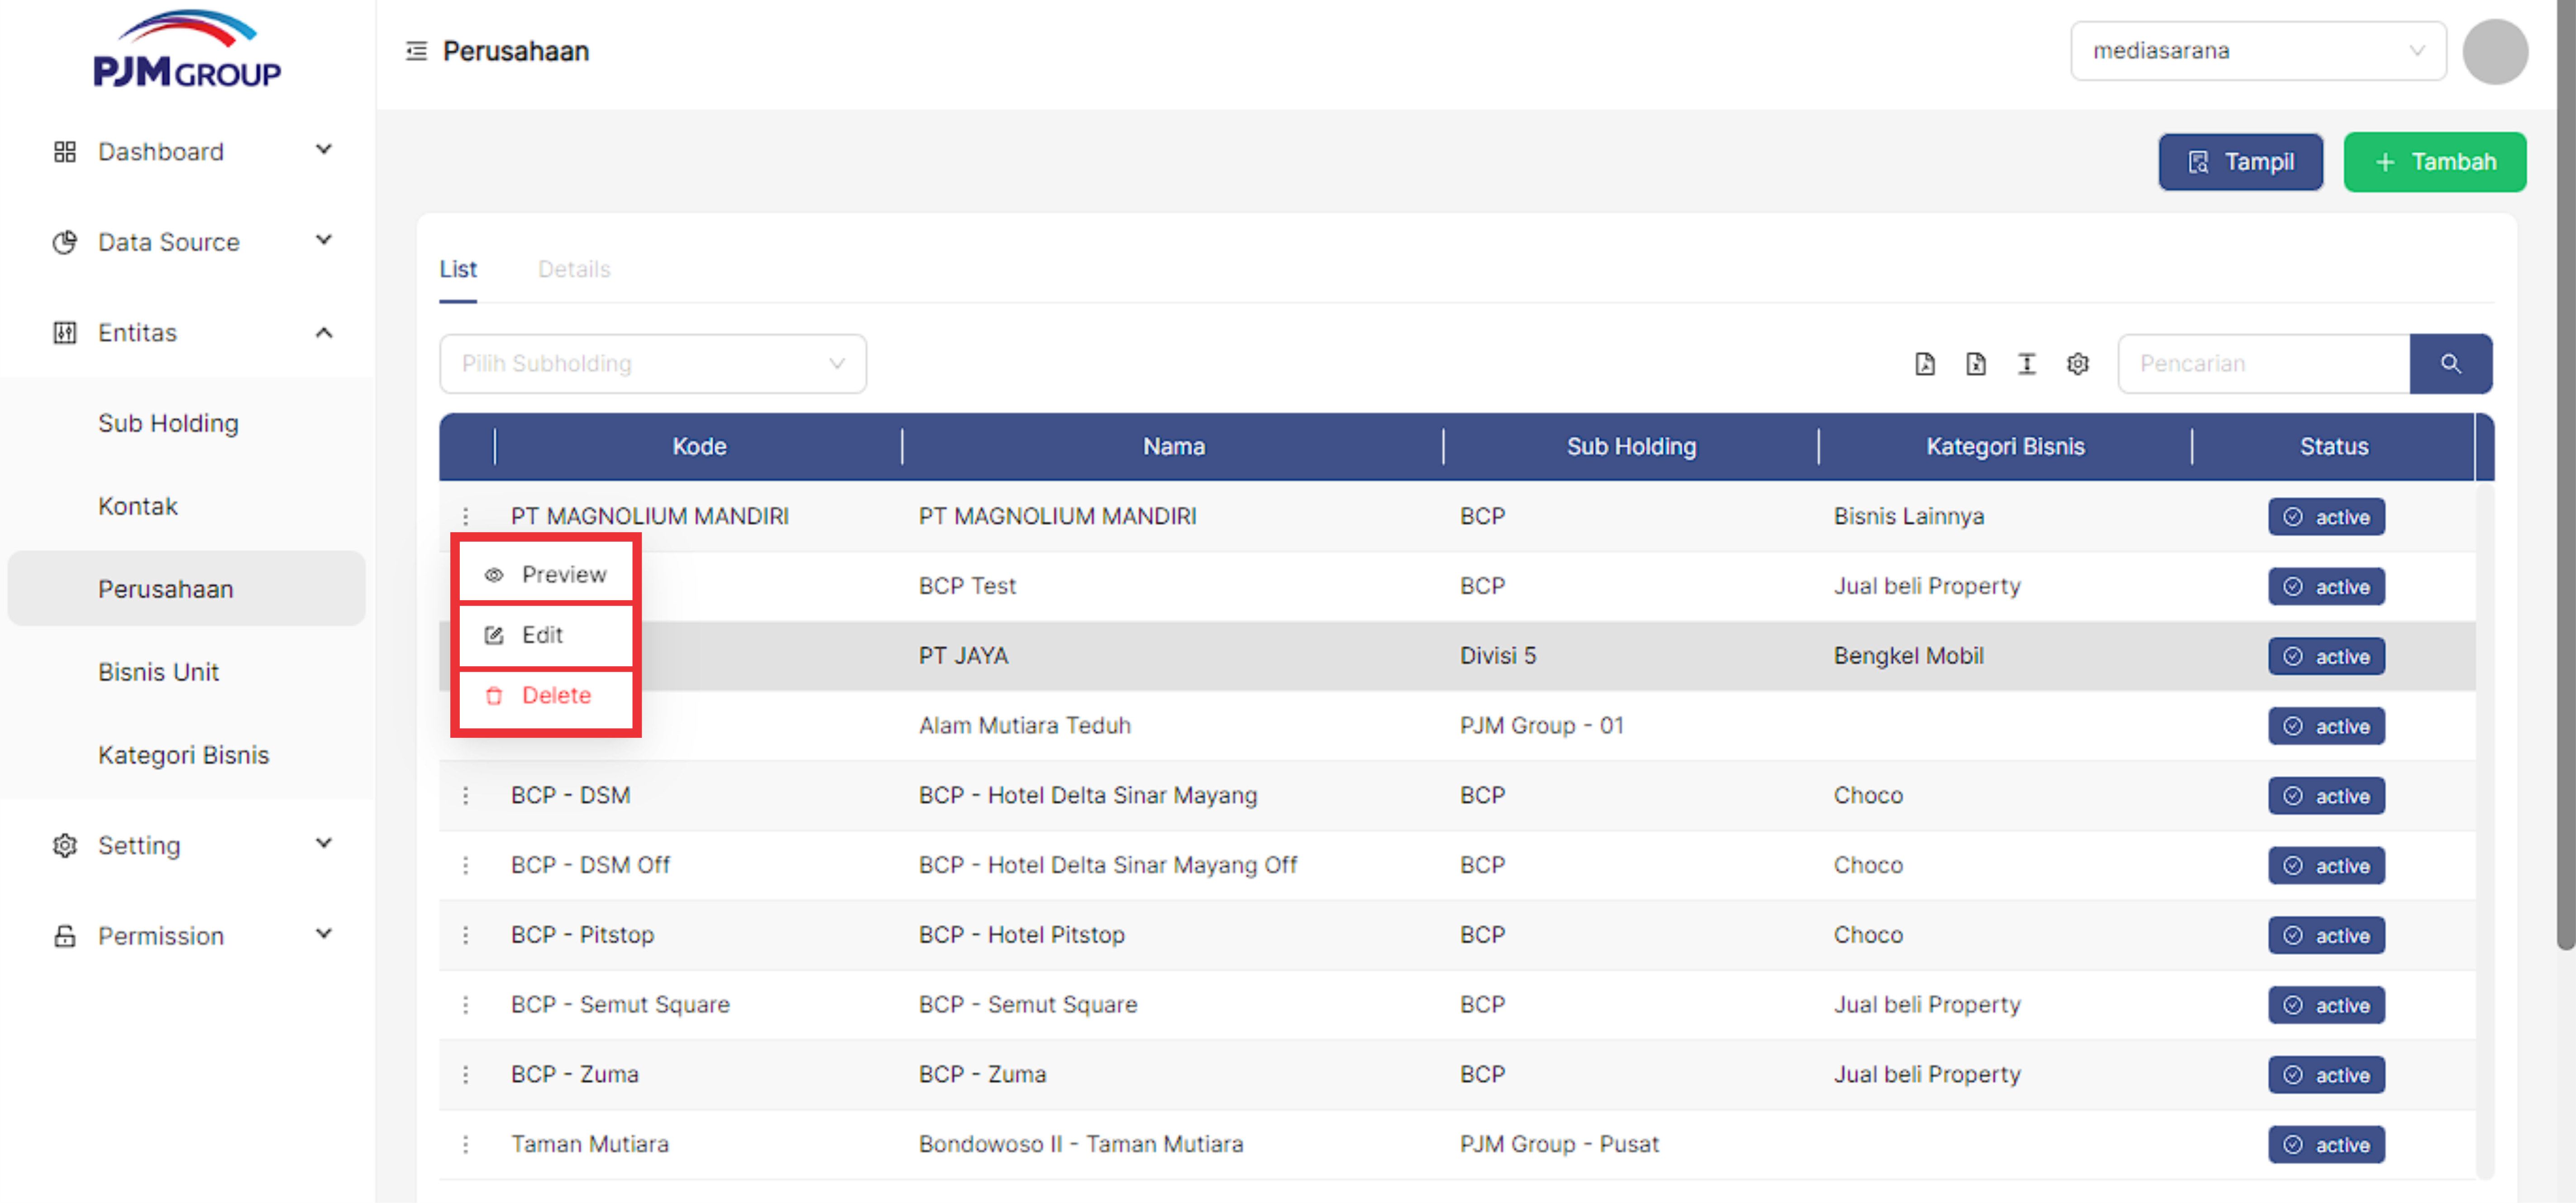 PJM GROUP
Perusahaan
mediasarana
Dashboard
Data Source
Entitas
Sub Holding
Kontak
Perusahaan
Bisnis Unit
Kategori Bisnis
Setting
Permission
Tampil
+ Tambah
List Details
Pilih Subholding
Pencarian
Kode Nama Sub Holding Kategori Bisnis Status
PT MAGNOLIUM MANDIRI PT MAGNOLIUM MANDIRI BCP Bisnis Lainnya active
Preview
Edit
Delete
BCP Test BCP Jual beli Property active
PT JAYA Divisi 5 Bengkel Mobil active
Alam Mutiara Teduh PJM Group - 01 active
BCP - DSM BCP - Hotel Delta Sinar Mayang BCP Choco active
BCP - DSM Off BCP - Hotel Delta Sinar Mayang Off BCP Choco active
BCP - Pitstop BCP - Hotel Pitstop BCP Choco active
BCP - Semut Square BCP - Semut Square BCP Jual beli Property active
BCP - Zuma BCP - Zuma BCP Jual beli Property active
Taman Mutiara Bondowoso II - Taman Mutiara PJM Group - Pusat active